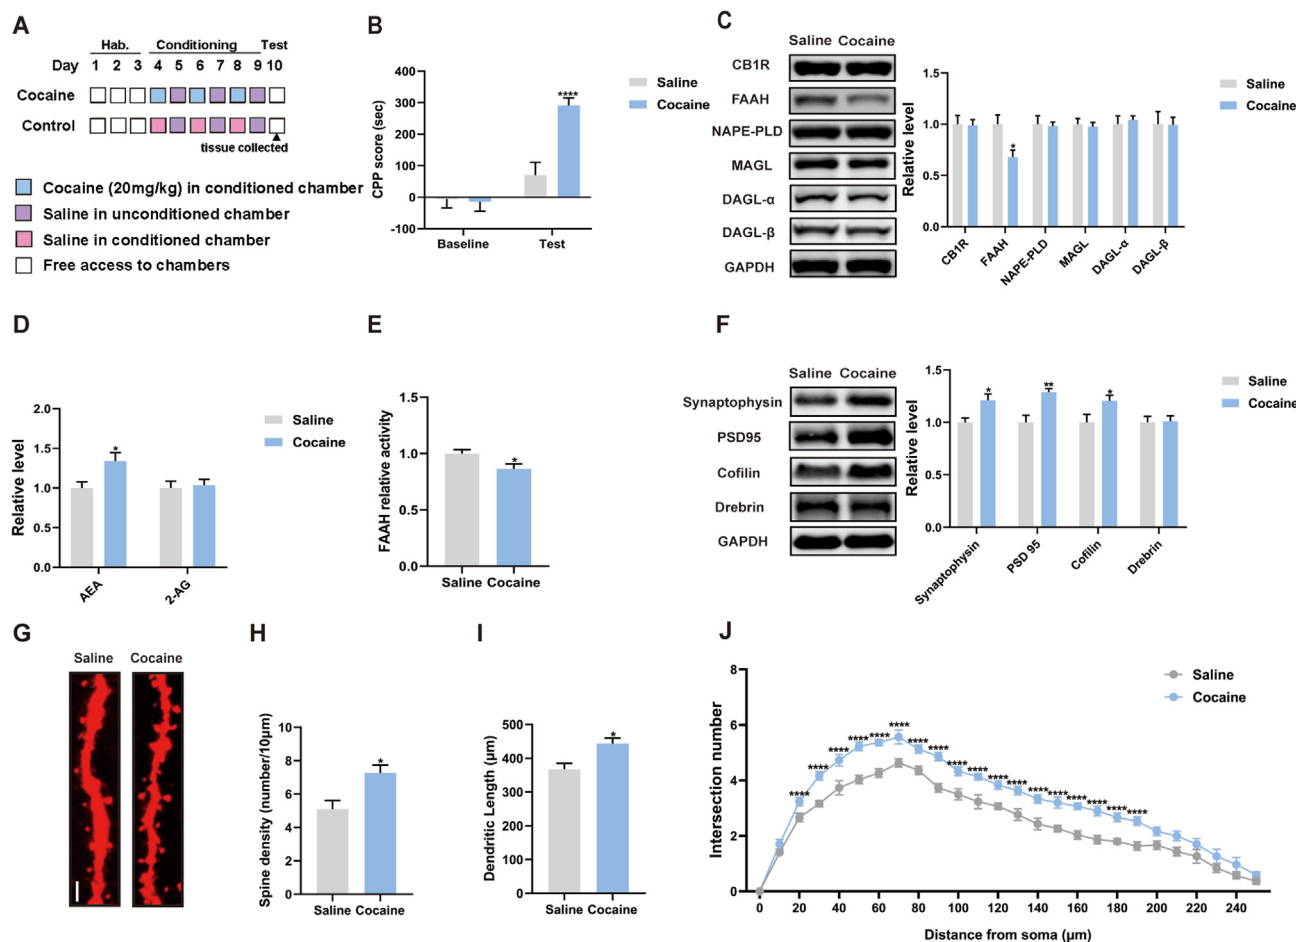 A
Hab. Conditioning Test
Day 1 2 3 4 5 6 7 8 9 10
Cocaine
Control
tissue collected
Cocaine (20mg/kg) in conditioned chamber
Saline in unconditioned chamber
Saline in conditioned chamber
Free access to chambers
B
CPP score (sec)
400
300
200
100
0
-100
****
Baseline Test
Saline
Cocaine
C
Saline Cocaine
CB1R
FAAH
NAPE-PLD
MAGL
DAGL-α
DAGL-β
GAPDH
Relative level
1.5
1.0
0.5
0.0
*
CB1R FAAH NAPE-PLD MAGL DAGL-α DAGL-β
Saline
Cocaine
D
Relative level
2.0
1.5
1.0
0.5
0.0
*
AEA 2-AG
Saline
Cocaine
E
FAAH relative activity
1.5
1.0
0.5
0.0
*
Saline Cocaine
F
Saline Cocaine
Synaptophysin
PSD95
Cofilin
Drebrin
GAPDH
Relative level
1.5
1.0
0.5
0.0
* ** *
Synaptophysin PSD 95 Cofilin Drebrin
Saline
Cocaine
G
Saline Cocaine
H
Spine density (number/10μm)
10
8
6
4
2
0
*
Saline Cocaine
I
Dendritic Length (μm)
500
400
300
200
100
0
*
Saline Cocaine
J
Intersection number
8
6
4
2
0
**** **** **** **** **** **** **** **** **** **** **** **** **** **** **** **** **** ****
0 20 40 60 80 100 120 140 160 180 200 220 240
Distance from soma (μm)
Saline
Cocaine